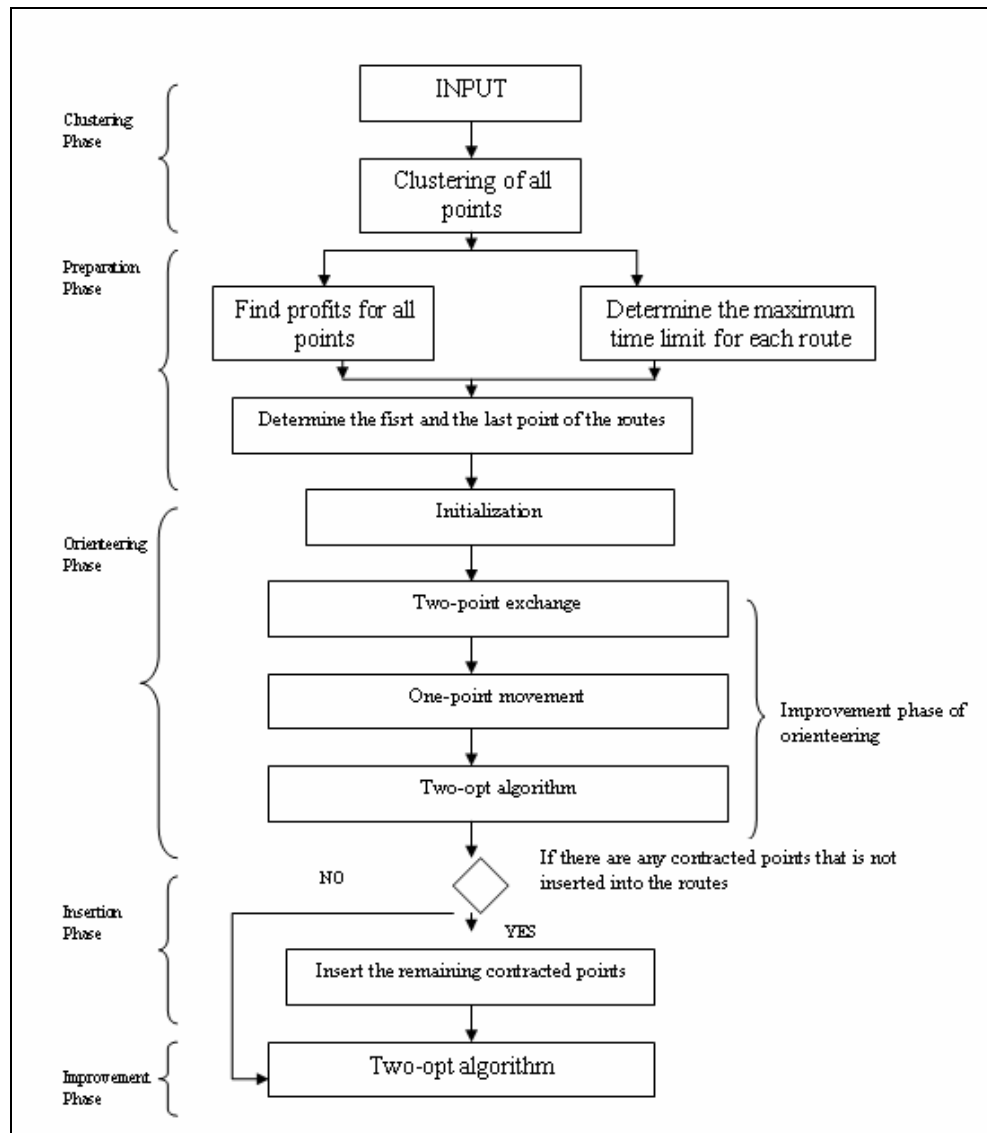 INPUT
Clustering
Phase
Clustering of all
points
Preparation
Phase
Find profits for all
points
Determine the maximum
time limit for each route
Determine the fisrt and the last point of the routes
Initialization
Orienteering
Phase
Two-point exchange
One-point movement
Improvement phase of
orienteering
Two-opt algorithm
If there are any contracted points that is not
inserted into the routes
NO
Insertion
Phase
YES
Insert the remaining contracted points
Two-opt algorithm
Improvement
Phase